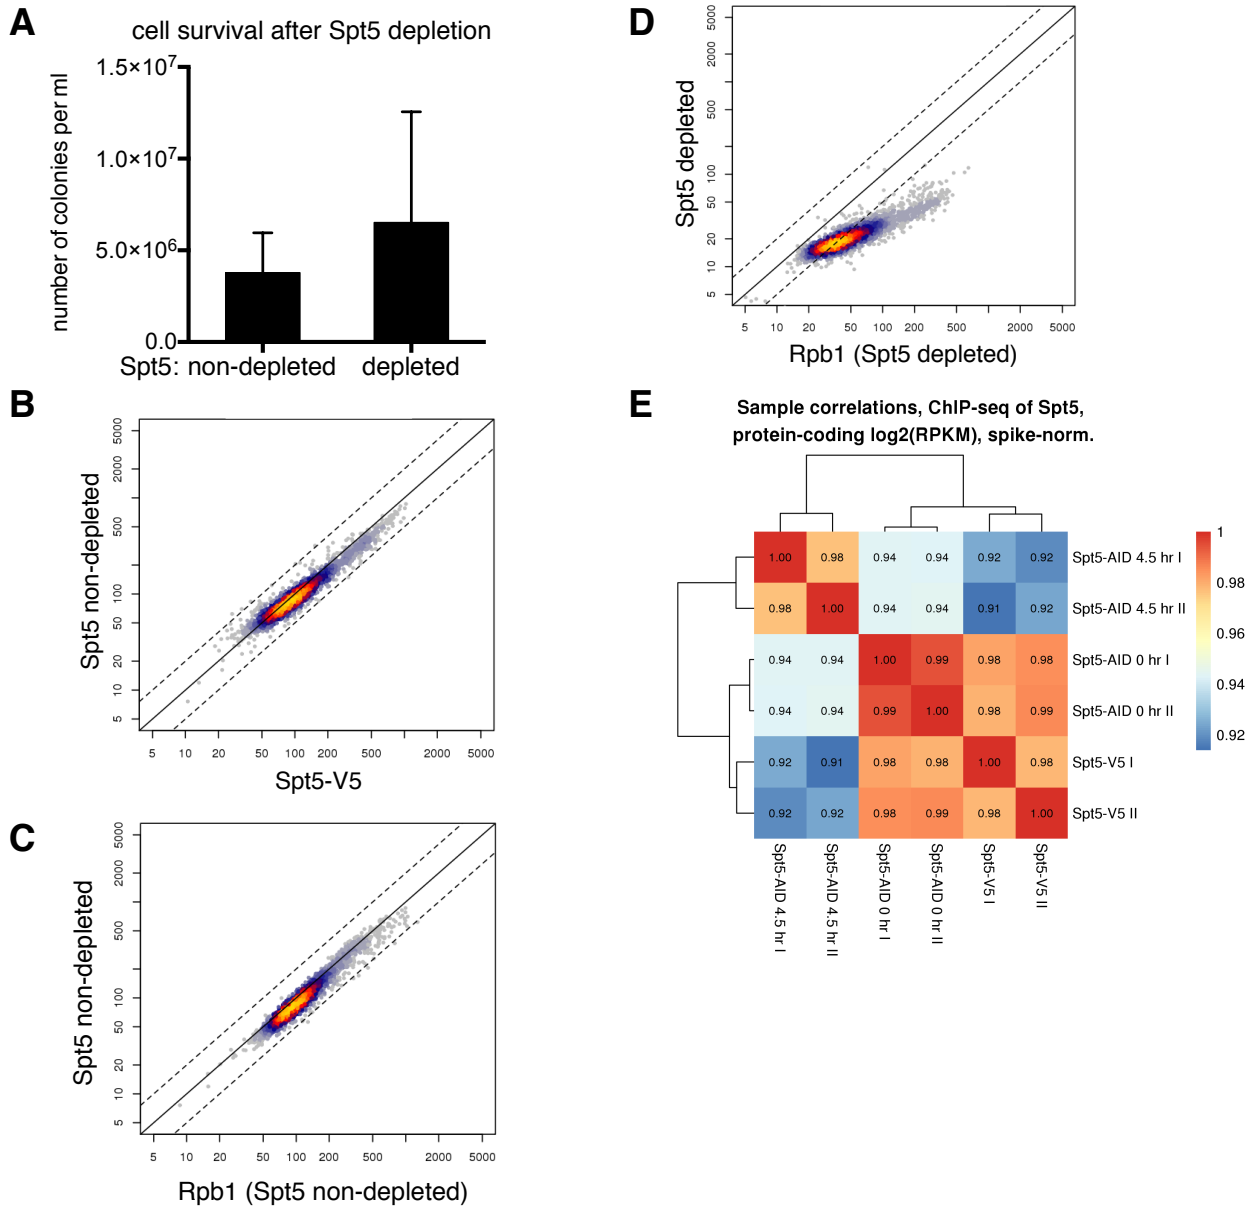 A
cell survival after Spt5 depletion
number of colonies per ml
1.5×10⁷
1.0×10⁷
5.0×10⁶
0.0
Spt5: non-depleted depleted
B
Spt5 non-depleted
5000
2000
500
100
50
20
10
5
5 10 20 50 100 200 500 2000 5000
Spt5-V5
C
Spt5 non-depleted
5000
2000
500
100
50
20
10
5
5 10 20 50 100 200 500 2000 5000
Rpb1 (Spt5 non-depleted)
D
Spt5 depleted
5000
2000
500
100
50
20
10
5
5 10 20 50 100 200 500 2000 5000
Rpb1 (Spt5 depleted)
E
Sample correlations, ChIP-seq of Spt5,
protein-coding log2(RPKM), spike-norm.
1.00 0.98 0.94 0.94 0.92 0.92 Spt5-AID 4.5 hr I
0.98 1.00 0.94 0.94 0.91 0.92 Spt5-AID 4.5 hr II
0.94 0.94 1.00 0.99 0.98 0.98 Spt5-AID 0 hr I
0.94 0.94 0.99 1.00 0.98 0.99 Spt5-AID 0 hr II
0.92 0.91 0.98 0.98 1.00 0.98 Spt5-V5 I
0.92 0.92 0.98 0.99 0.98 1.00 Spt5-V5 II
Spt5-AID 4.5 hr I
Spt5-AID 4.5 hr II
Spt5-AID 0 hr I
Spt5-AID 0 hr II
Spt5-V5 I
Spt5-V5 II
1
0.98
0.96
0.94
0.92